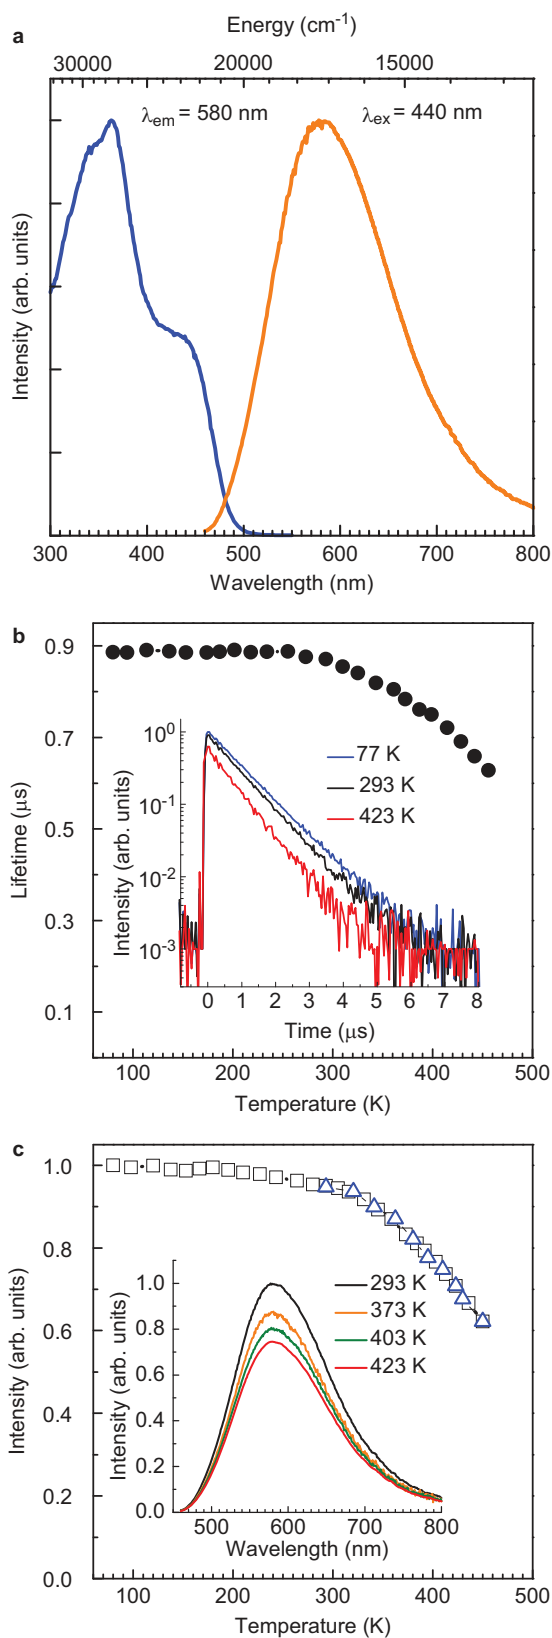 a
Energy (cm-1)
30000 20000 15000
λem = 580 nm λex = 440 nm
Intensity (arb. units)
300 400 500 600 700 800
Wavelength (nm)
b
0.9
0.7
0.5
0.3
0.1
Lifetime (μs)
100 200 300 400 500
Temperature (K)
100
10-1
10-2
10-3
Intensity (arb. units)
77 K
293 K
423 K
0 1 2 3 4 5 6 7 8
Time (μs)
c
1.0
0.8
0.6
0.4
0.2
0.0
Intensity (arb. units)
0 100 200 300 400 500
Temperature (K)
1.0
0.8
0.6
0.4
0.2
0.0
Intensity (arb. units)
293 K
373 K
403 K
423 K
500 600 700 800
Wavelength (nm)